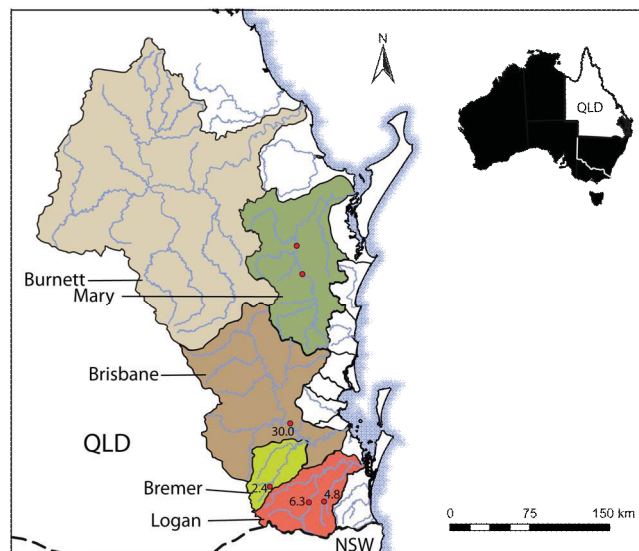 N
QLD
Burnett
Mary
Brisbane
30.0
QLD
Bremer
2.4
6.3
4.8
Logan
NSW
0 75 150 km